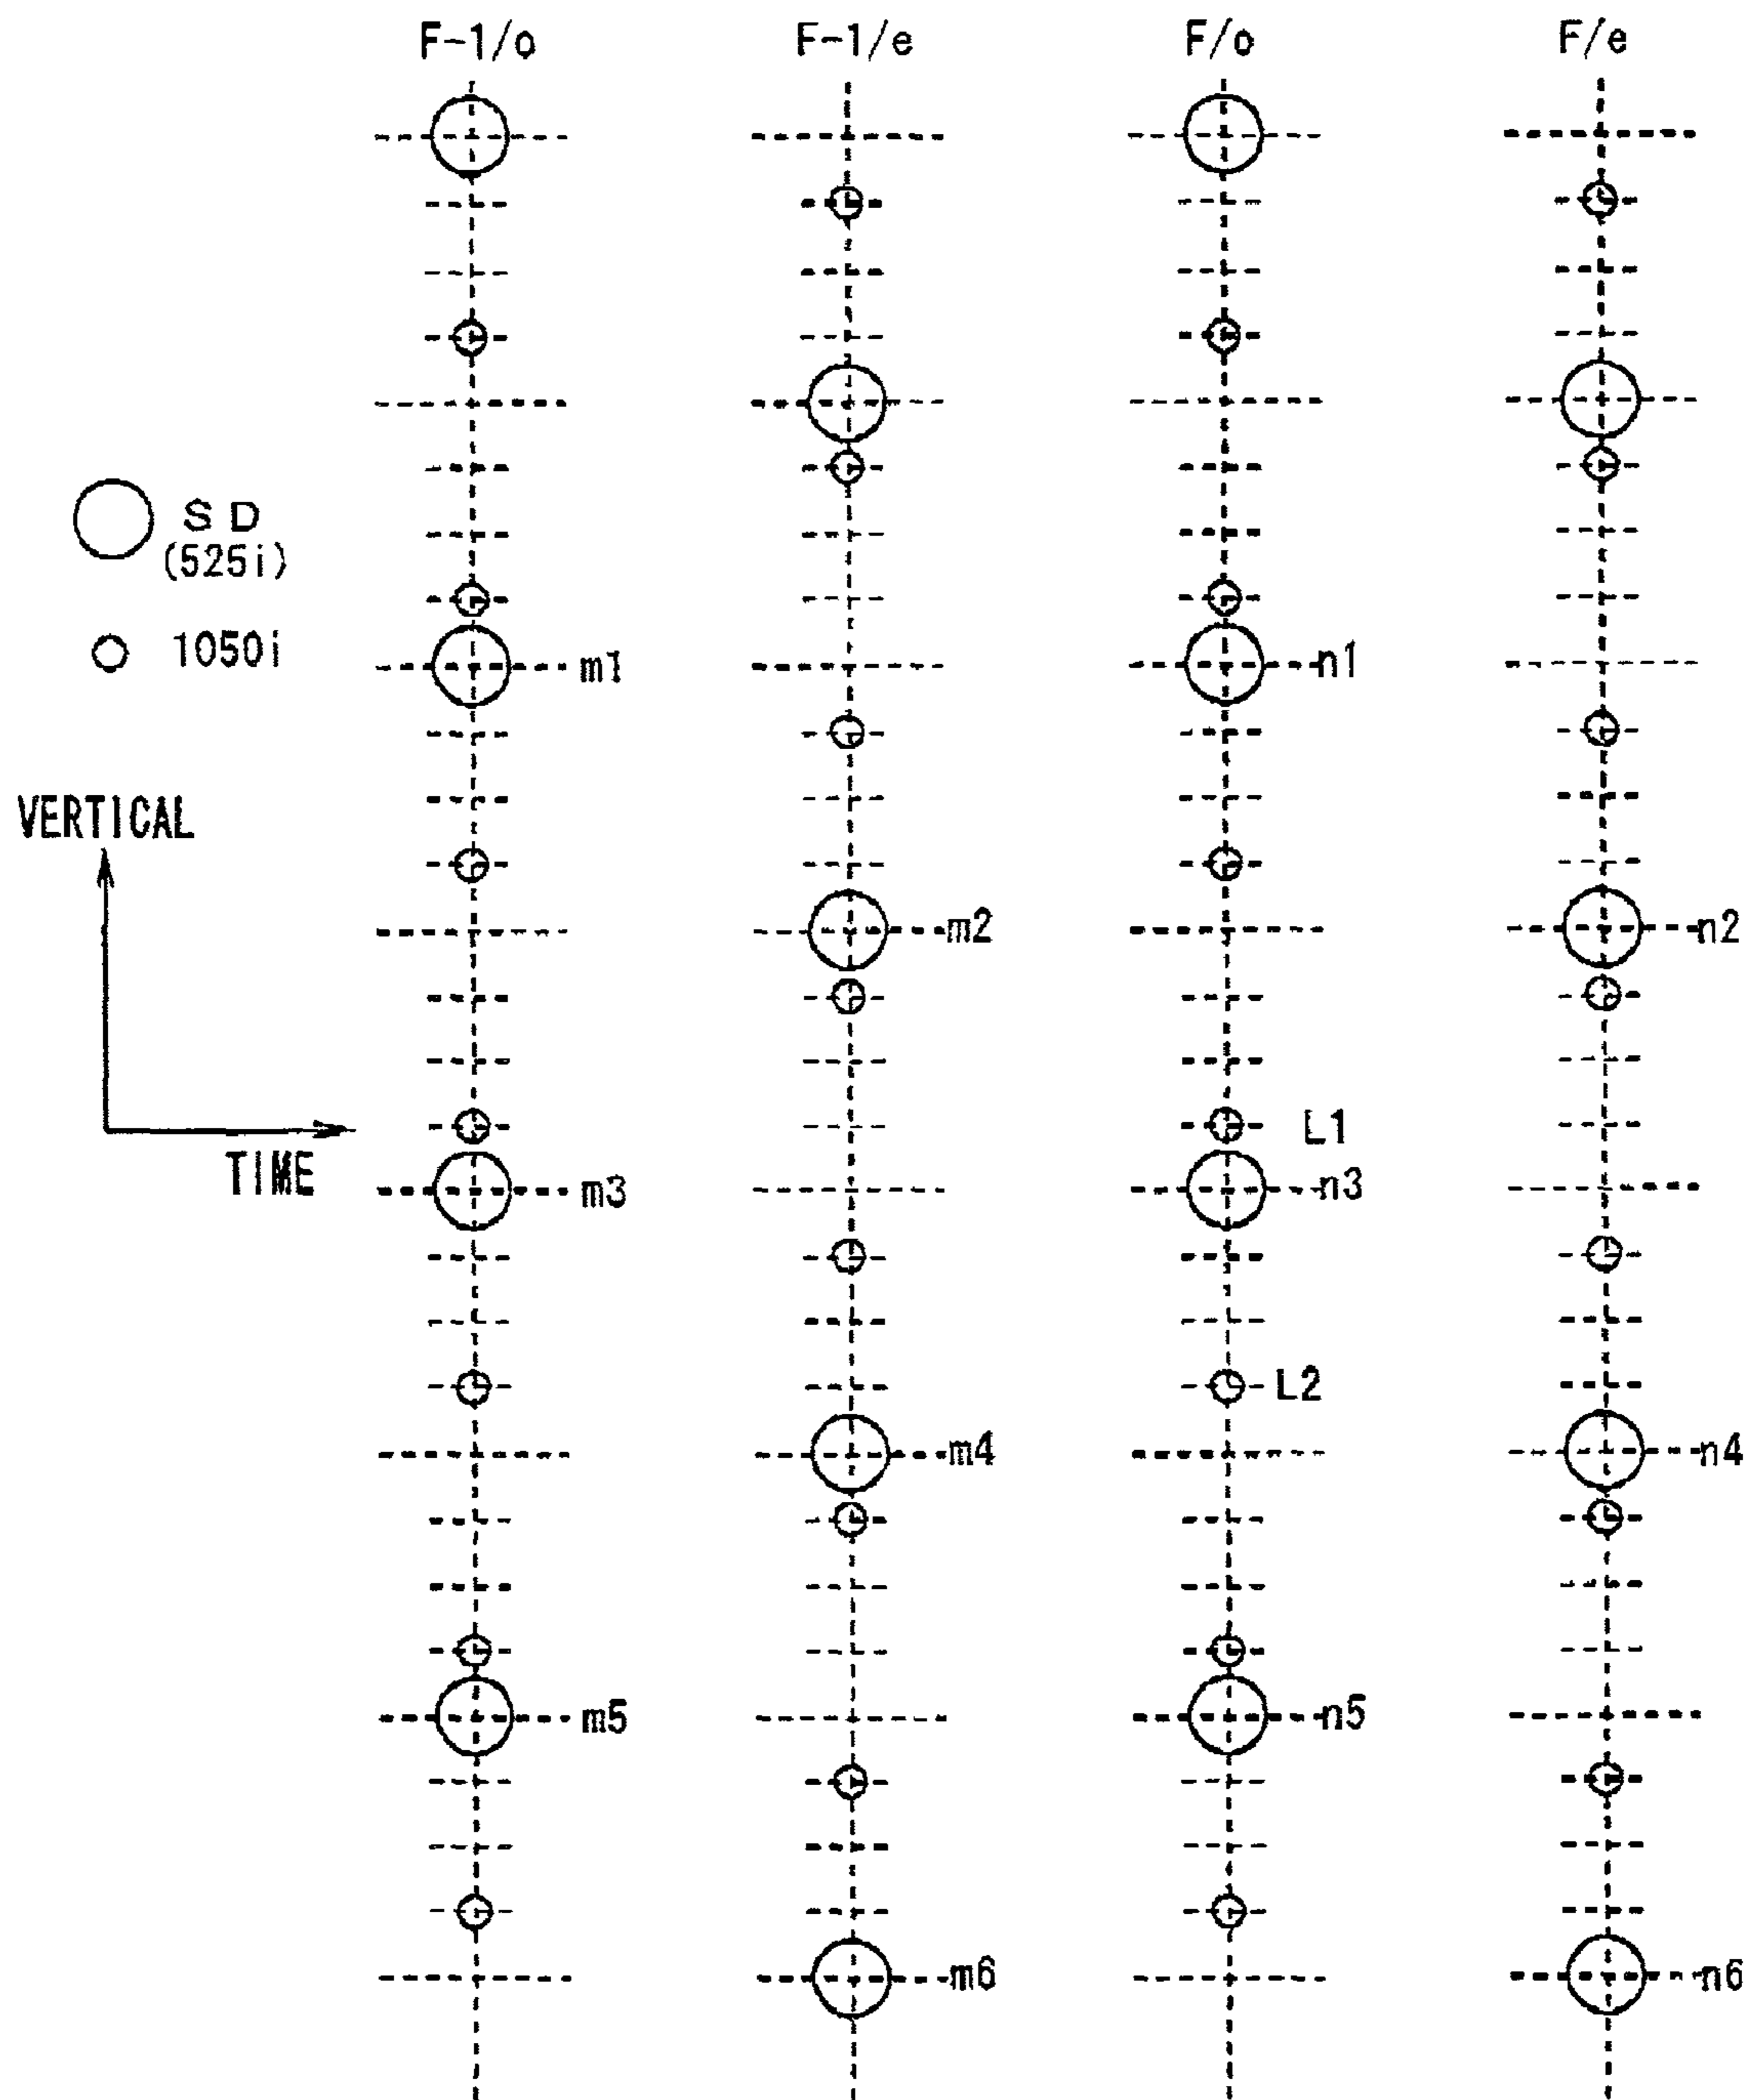 F-1/o F-1/e F/o F/e
SD
(525i)
1050i
m1 n1
VERTICAL
m2 n2
L1
TIME m3 n3
L2
m4 n4
m5 n5
m6 n6